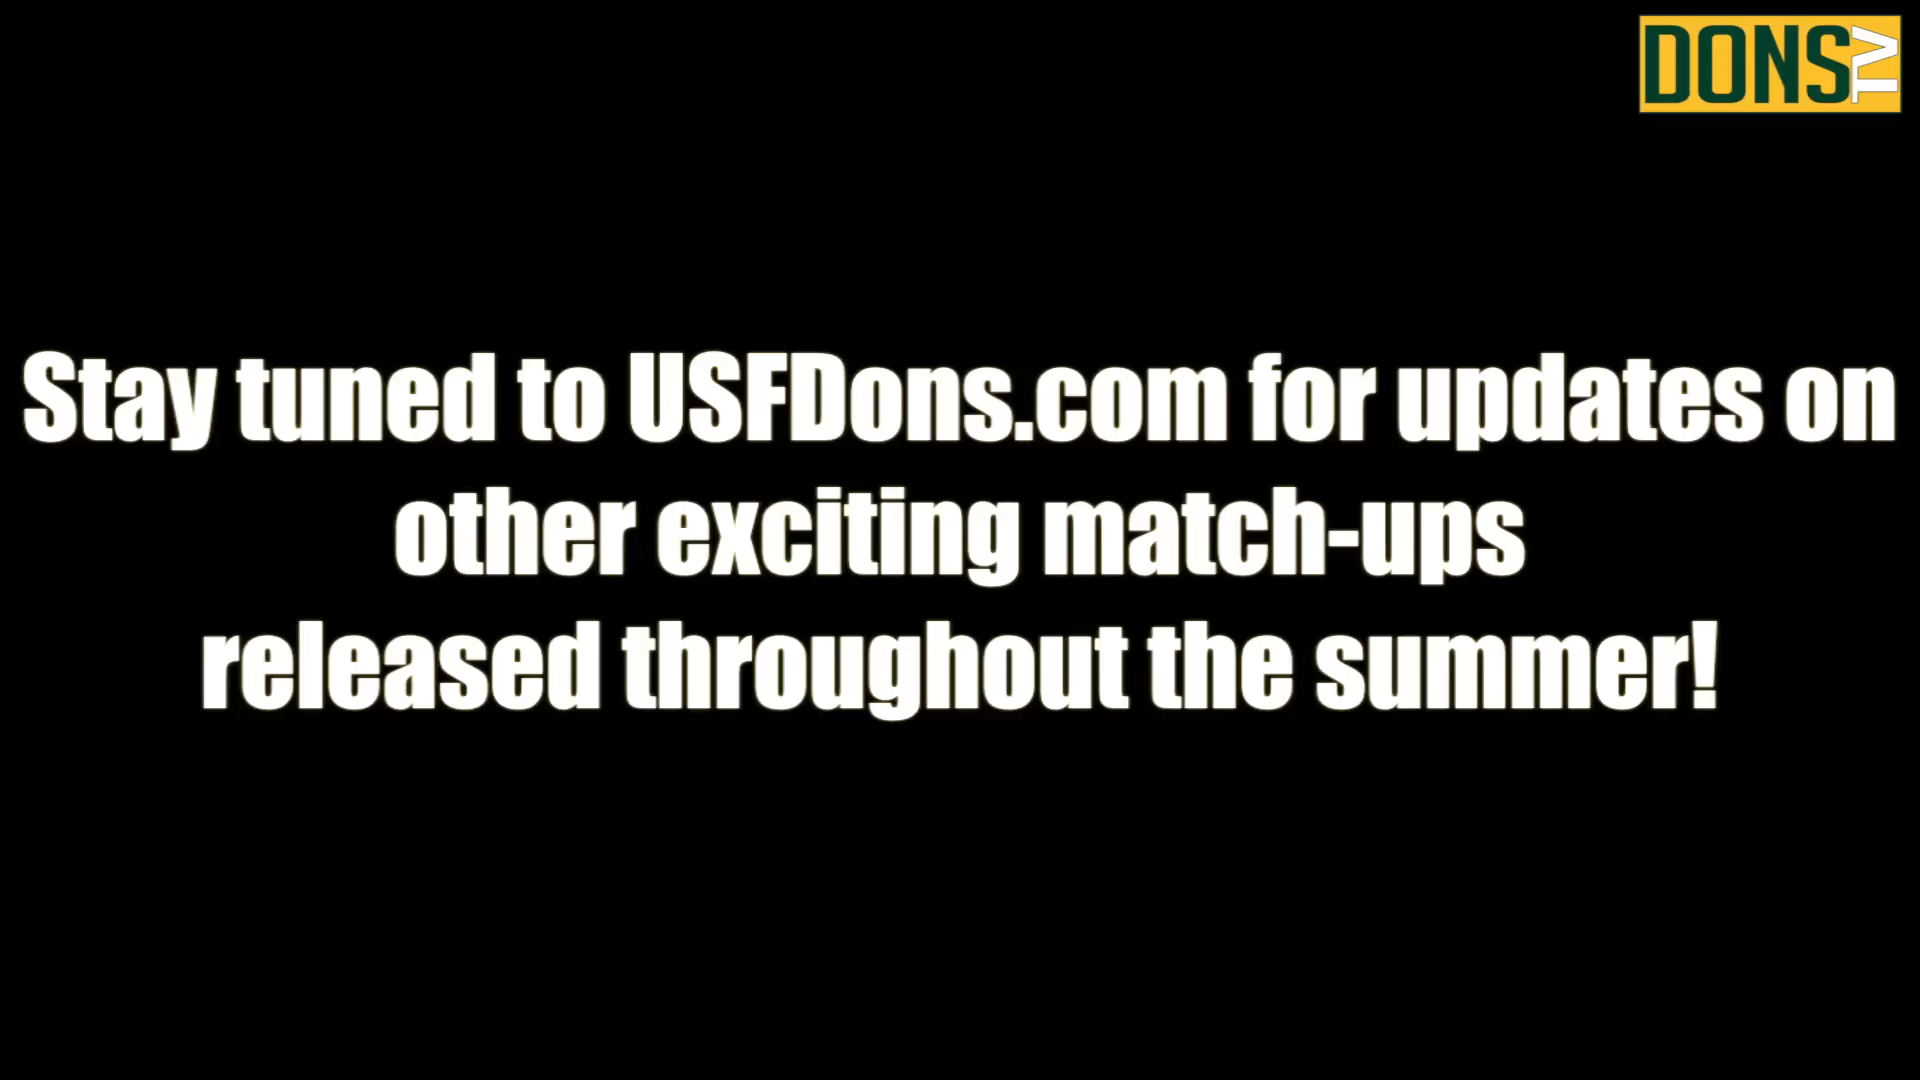 DONS TV
Stay tuned to USFDons.com for updates on
other exciting match-ups
released throughout the summer!